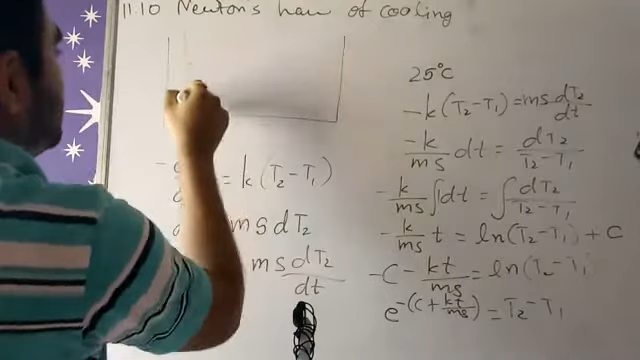 11.10 Newton's Law of cooling
= k(T₂-T₁)
msdT₂
ms dT₂/dt
25°C
-k(T₂-T₁)=ms dT₂/dt
-k/ms dt = dT₂/T₂-T₁
-k/ms ∫dt = ∫dT₂/T₂-T₁
-k/ms t = ln(T₂-T₁)+C
-C-kt/ms = ln(T₂-T₁
e^-(C+kt/ms) = T₂-T₁